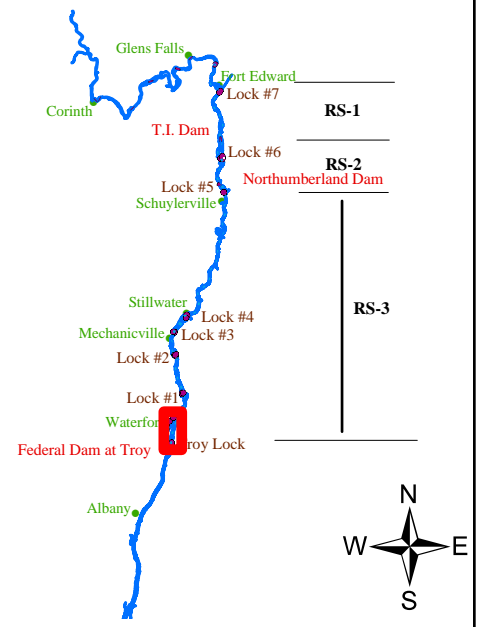 Glens Falls
Fort Edward
Lock #7
Corinth
RS-1
T.I. Dam
Lock #6
RS-2
Northumberland Dam
Lock #5
Schuylerville
Stillwater
RS-3
Lock #4
Mechanicville
Lock #3
Lock #2
Lock #1
Waterfor
Federal Dam at Troy
roy Lock
Albany
N
W
E
S